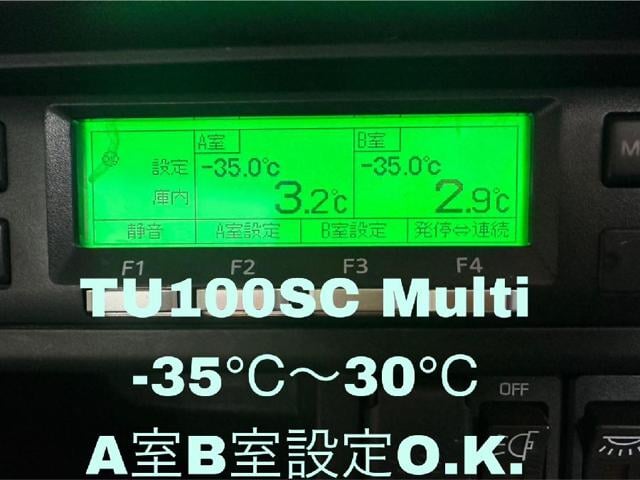 A室 B室
設定 -35.0℃ -35.0℃
庫内 3.2℃ 2.9℃
静音 A室設定 B室設定 発停⇔連続
M
F1 F2 F3 F4
TU100SC Multi
-35℃～30℃
OFF
A室B室設定O.K.